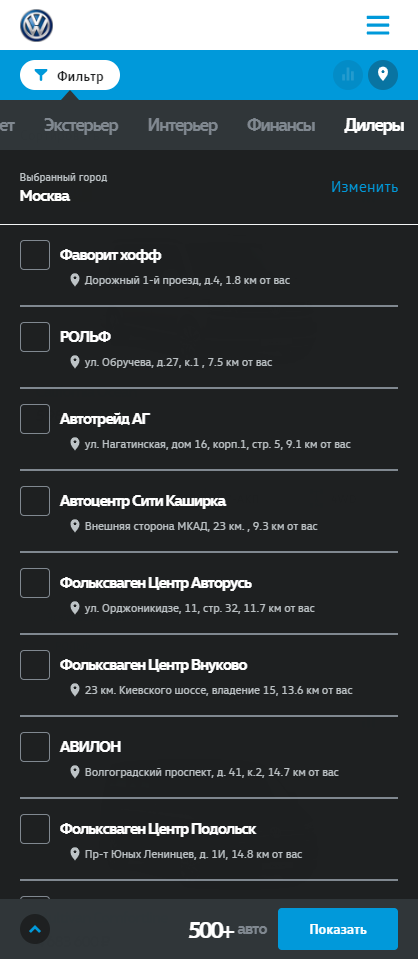 Фильтр
ет Экстерьер Интерьер Финансы Дилеры
Выбранный город
Москва
Изменить
Фаворит хофф
Дорожный 1-й проезд, д.4, 1.8 км от вас
РОЛЬФ
ул. Обручева, д.27, к.1 , 7.5 км от вас
Автотрейд АГ
ул. Нагатинская, дом 16, корп.1, стр. 5, 9.1 км от вас
Автоцентр Сити Каширка
Внешняя сторона МКАД, 23 км. , 9.3 км от вас
Фольксваген Центр Авторусь
ул. Орджоникидзе, 11, стр. 32, 11.7 км от вас
Фольксваген Центр Внуково
23 км. Киевского шоссе, владение 15, 13.6 км от вас
АВИЛОН
Волгоградский проспект, д. 41, к.2, 14.7 км от вас
Фольксваген Центр Подольск
Пр-т Юных Ленинцев, д. 1И, 14.8 км от вас
500+ авто Показать